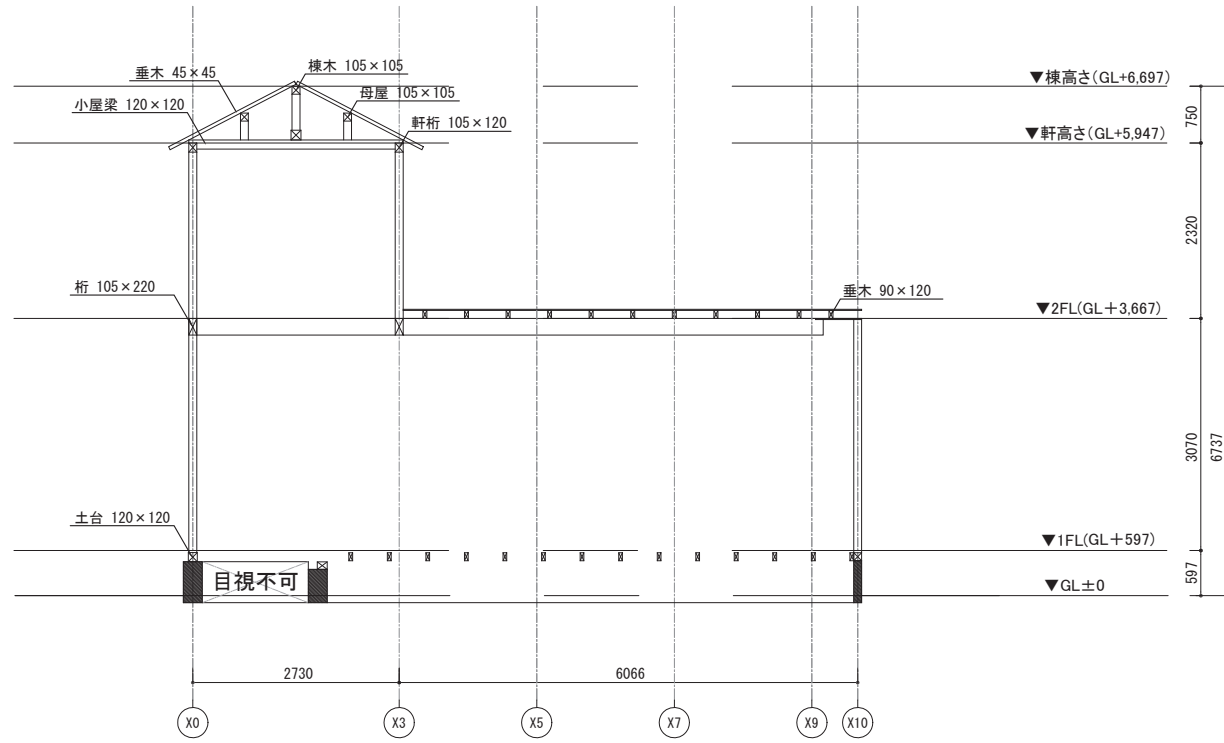 垂木 45×45
棟木 105×105
▼棟高さ(GL+6,697)
小屋梁 120×120
母屋 105×105
750
軒桁 105×120
▼軒高さ(GL+5,947)
2320
桁 105×220
垂木 90×120
▼2FL(GL+3,667)
3070
6737
土台 120×120
▼1FL(GL+597)
目視不可
597
▼GL±0
2730
6066
X0
X3
X5
X7
X9
X10